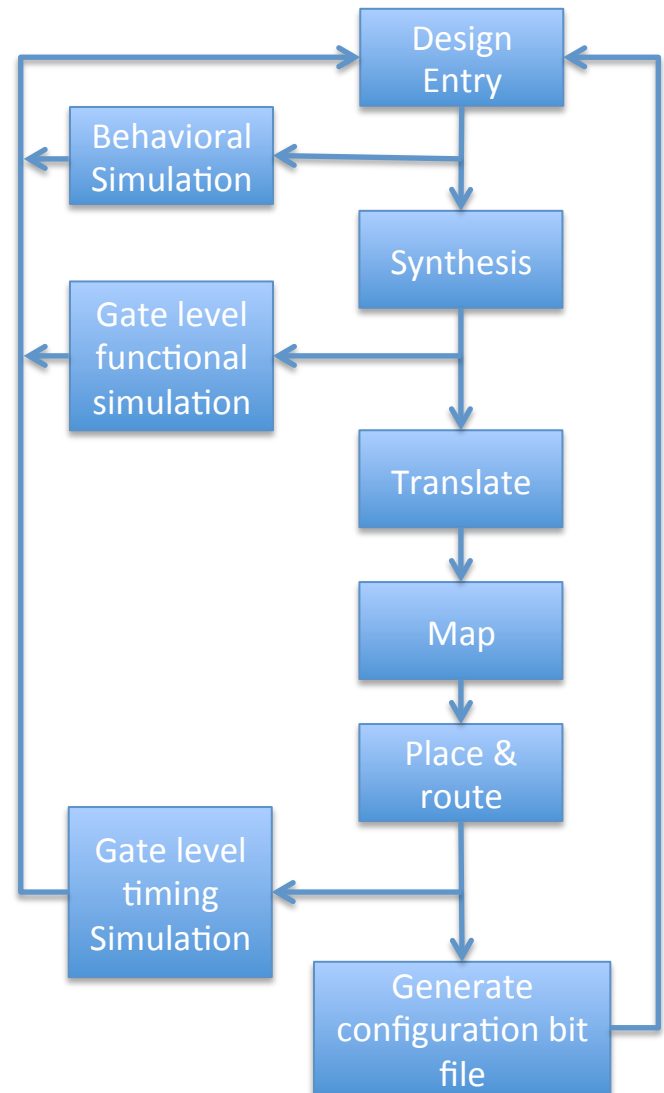 Design
Entry
Behavioral
Simulation
Synthesis
Gate level
functional
simulation
Translate
Map
Place &
route
Gate level
timing
Simulation
Generate
configuration bit
file